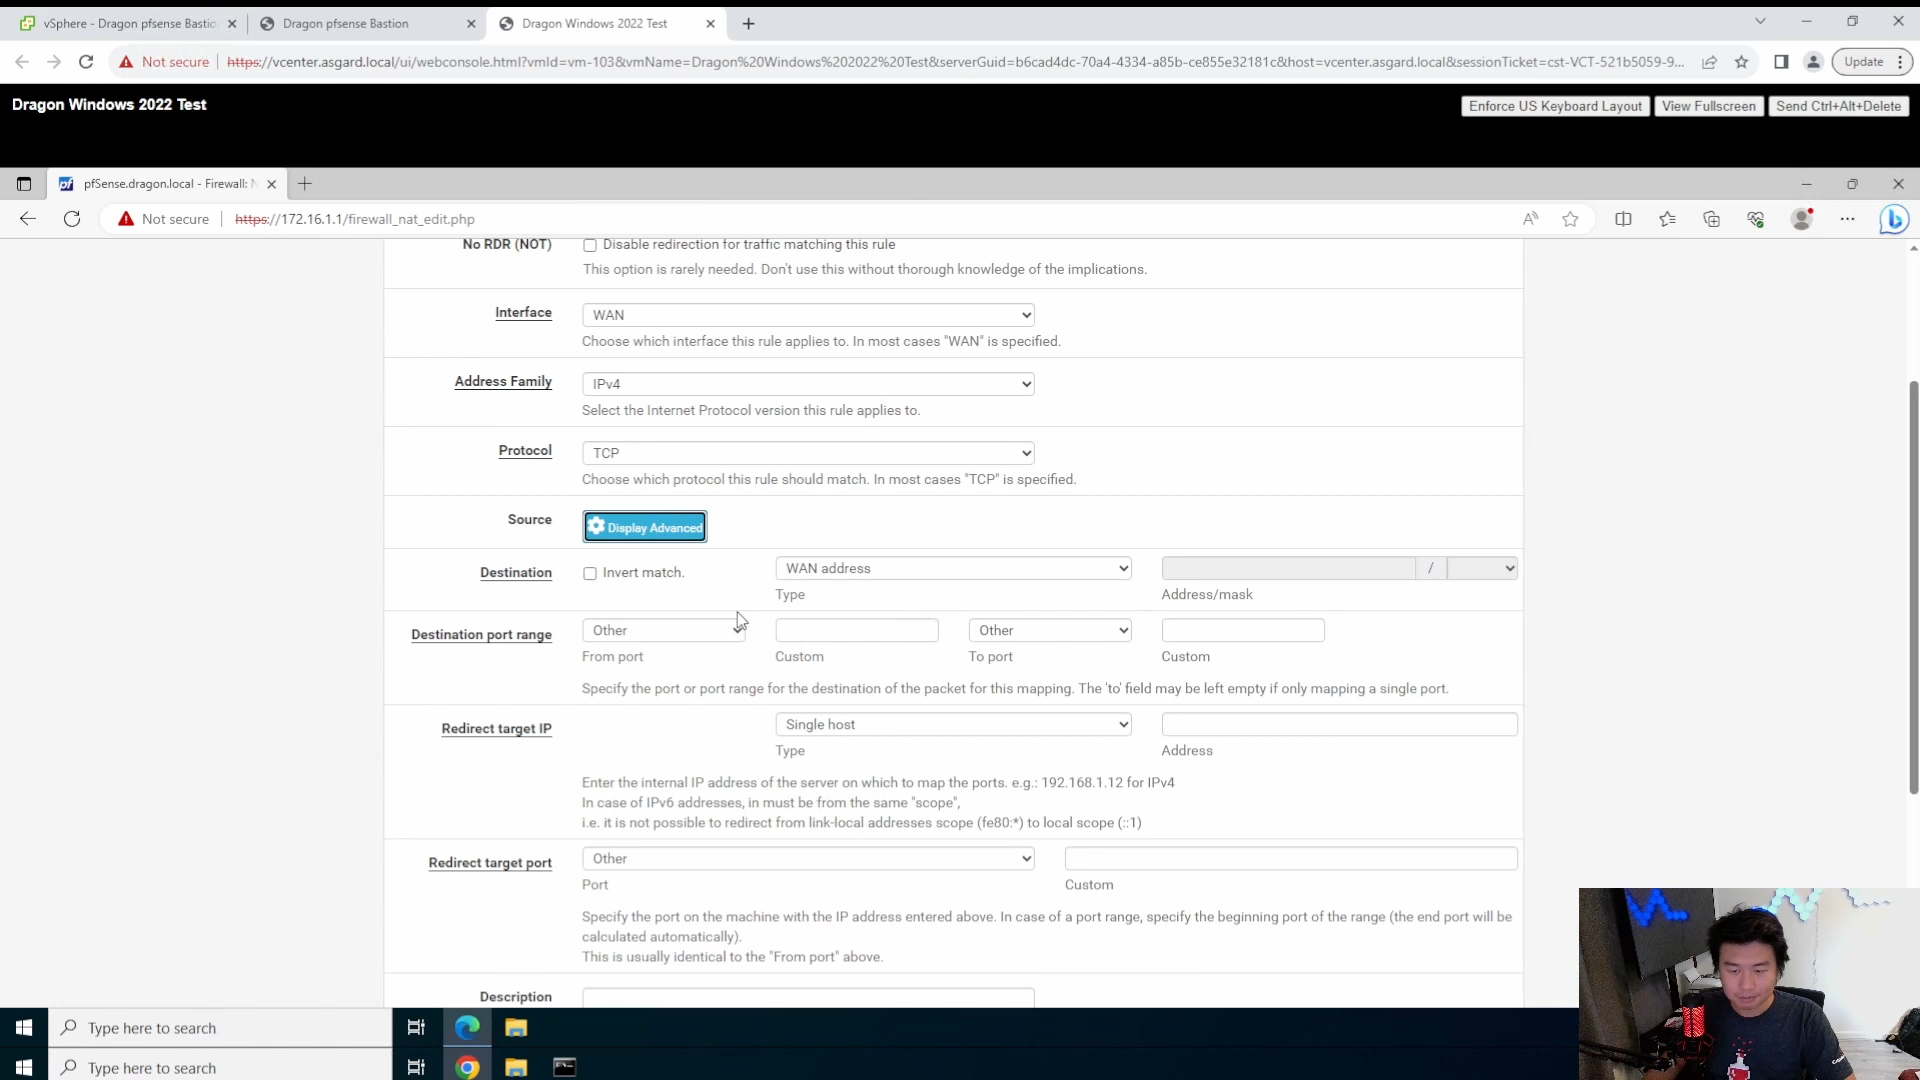 vSphere - Dragon pfsense Bastio
Dragon pfsense Bastion
Dragon Windows 2022 Test
Not secure
https://vcenter.asgard.local/ui/webconsole.html?vmId=vm-103&vmName=Dragon%20Windows%202022%20Test&serverGuid=b6cad4dc-70a4-4334-a85b-ce855e32181c&host=vcenter.asgard.local&sessionTicket=cst-VCT-521b5059-9...
Update
Dragon Windows 2022 Test
Enforce US Keyboard Layout
View Fullscreen
Send Ctrl+Alt+Delete
pfSense.dragon.local - Firewall: N
Not secure
https://172.16.1.1/firewall_nat_edit.php
No RDR (NOT)
Disable redirection for traffic matching this rule
This option is rarely needed. Don't use this without thorough knowledge of the implications.
Interface
WAN
Choose which interface this rule applies to. In most cases "WAN" is specified.
Address Family
IPv4
Select the Internet Protocol version this rule applies to.
Protocol
TCP
Choose which protocol this rule should match. In most cases "TCP" is specified.
Source
Display Advanced
Destination
Invert match.
WAN address
/
Type
Address/mask
Destination port range
Other
Other
From port
Custom
To port
Custom
Specify the port or port range for the destination of the packet for this mapping. The 'to' field may be left empty if only mapping a single port.
Redirect target IP
Single host
Type
Address
Enter the internal IP address of the server on which to map the ports. e.g.: 192.168.1.12 for IPv4
In case of IPv6 addresses, in must be from the same "scope",
i.e. it is not possible to redirect from link-local addresses scope (fe80:*) to local scope (::1)
Redirect target port
Other
Port
Custom
Specify the port on the machine with the IP address entered above. In case of a port range, specify the beginning port of the range (the end port will be
calculated automatically).
This is usually identical to the "From port" above.
Description
Type here to search
Type here to search